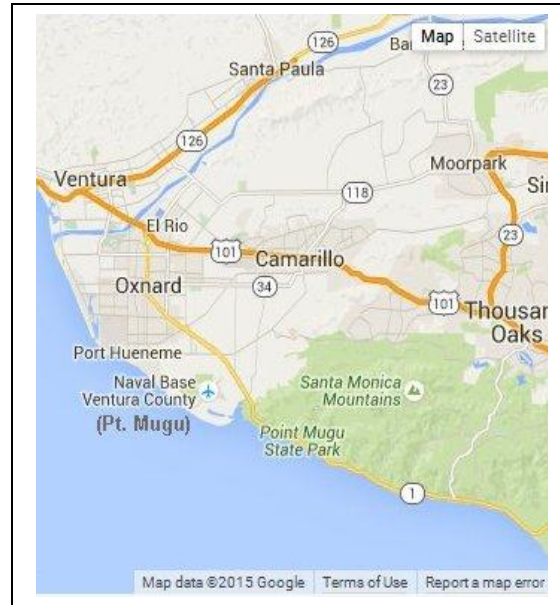 126
Ba
Map
Satellite
Santa Paula
23
126
Moorpark
Ventura
118
Sir
El Rio
23
101
Camarillo
Oxnard
34
101
Thousan
Oaks
Port Hueneme
Naval Base
Ventura County
(Pt. Mugu)
Santa Monica
Mountains
Point Mugu
State Park
1
Map data ©2015 Google
Terms of Use
Report a map error